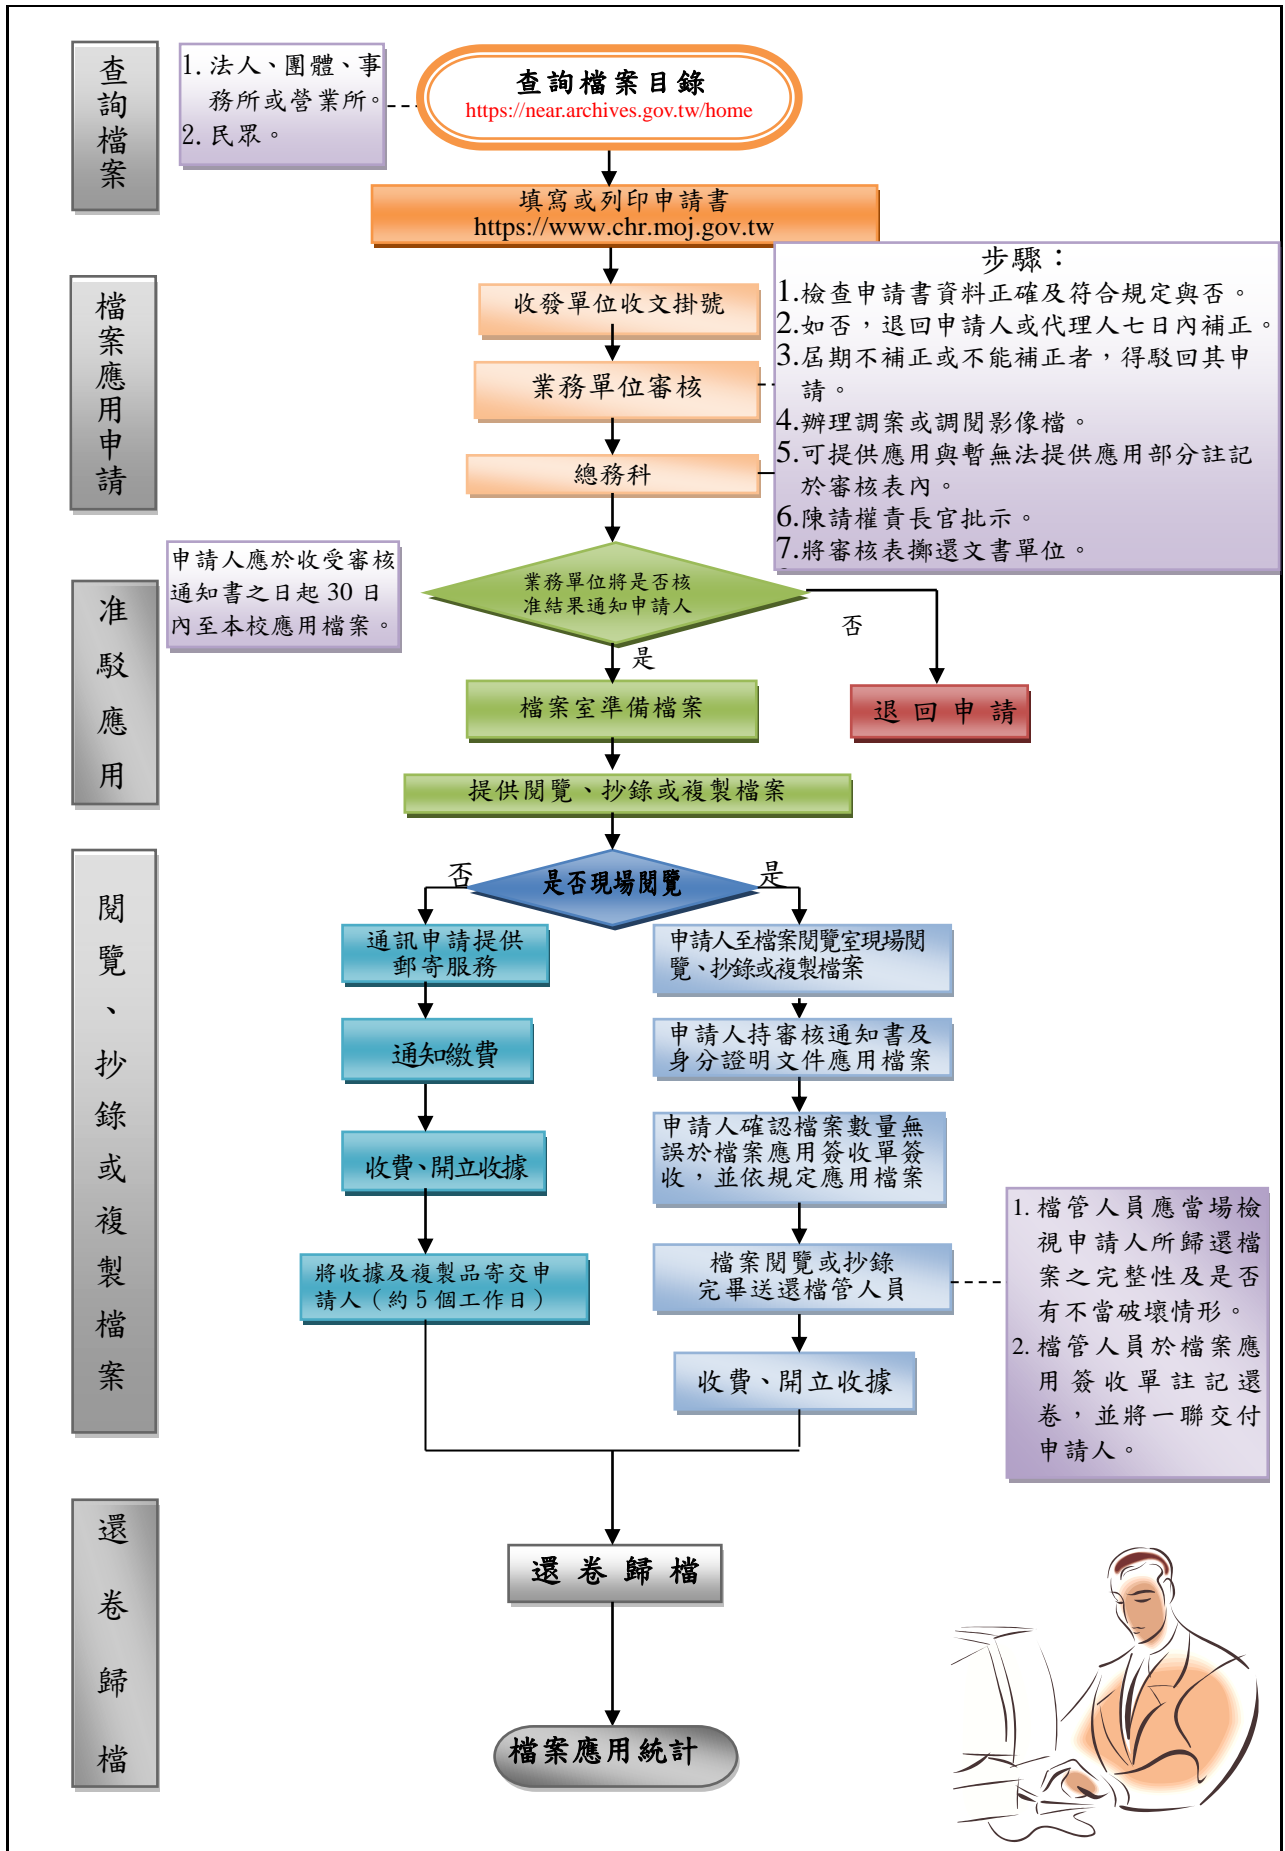 查詢檔案
1. 法人、團體、事
務所或營業所。
2. 民眾。
查詢檔案目錄
https://near.archives.gov.tw/home
填寫或列印申請書
https://www.chr.moj.gov.tw
檔案應用申請
收發單位收文掛號
業務單位審核
總務科
步驟：
1.檢查申請書資料正確及符合規定與否。
2.如否，退回申請人或代理人七日內補正。
3.屆期不補正或不能補正者，得駁回其申
請。
4.辦理調案或調閱影像檔。
5.可提供應用與暫無法提供應用部分註記
於審核表內。
6.陳請權責長官批示。
7.將審核表擲還文書單位。
准駁應用
申請人應於收受審核
通知書之日起 30 日
內至本校應用檔案。
業務單位將是否核
准結果通知申請人
否
是
檔案室準備檔案
退回申請
提供閱覽、抄錄或複製檔案
閱覽、抄錄或複製檔案
是否現場閱覽
否
是
通訊申請提供
郵寄服務
通知繳費
收費、開立收據
將收據及複製品寄交申
請人（約 5 個工作日）
申請人至檔案閱覽室現場閱
覽、抄錄或複製檔案
申請人持審核通知書及
身分證明文件應用檔案
申請人確認檔案數量無
誤於檔案應用簽收單簽
收，並依規定應用檔案
檔案閱覽或抄錄
完畢送還檔管人員
收費、開立收據
1. 檔管人員應當場檢
視申請人所歸還檔
案之完整性及是否
有不當破壞情形。
2. 檔管人員於檔案應
用簽收單註記還
卷，並將一聯交付
申請人。
還卷歸檔
還卷歸檔
檔案應用統計